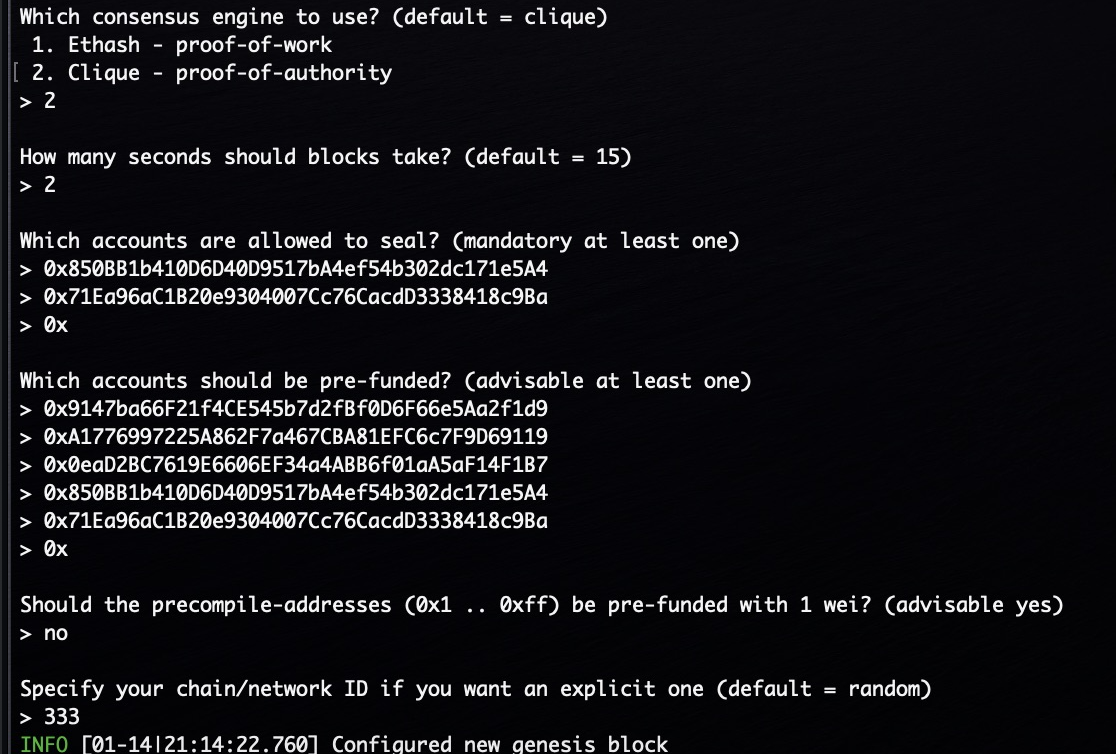 Which consensus engine to use? (default = clique)
1. Ethash - proof-of-work
[ 2. Clique - proof-of-authority
> 2
How many seconds should blocks take? (default = 15)
> 2
Which accounts are allowed to seal? (mandatory at least one)
> 0x850BB1b410D6D40D9517bA4ef54b302dc171e5A4
> 0x71Ea96aC1B20e9304007Cc76CacdD3338418c9Ba
> 0x
Which accounts should be pre-funded? (advisable at least one)
> 0x9147ba66F21f4CE545b7d2fBf0D6F66e5Aa2f1d9
> 0xA1776997225A862F7a467CBA81EFC6c7F9D69119
> 0x0eaD2BC7619E6606EF34a4ABB6f01aA5aF14F1B7
> 0x850BB1b410D6D40D9517bA4ef54b302dc171e5A4
> 0x71Ea96aC1B20e9304007Cc76CacdD3338418c9Ba
> 0x
Should the precompile-addresses (0x1 .. 0xff) be pre-funded with 1 wei? (advisable yes)
> no
Specify your chain/network ID if you want an explicit one (default = random)
> 333
INFO [01-14|21:14:22.760] Configured new genesis block